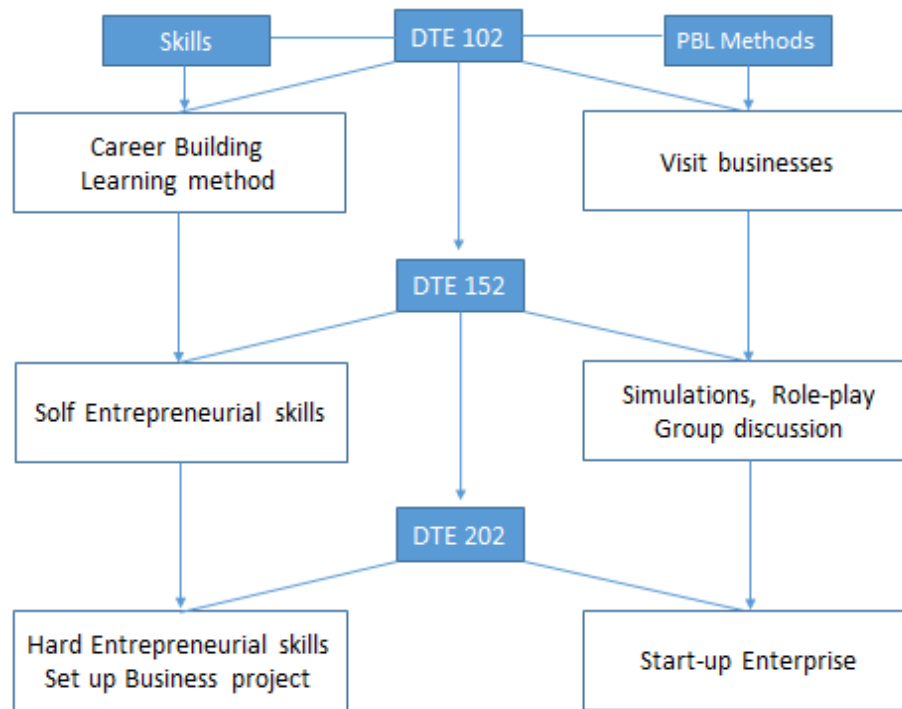 Skills
DTE 102
PBL Methods
Career Building
Learning method
Visit businesses
DTE 152
Solf Entrepreneurial skills
Simulations, Role-play
Group discussion
DTE 202
Hard Entrepreneurial skills
Set up Business project
Start-up Enterprise